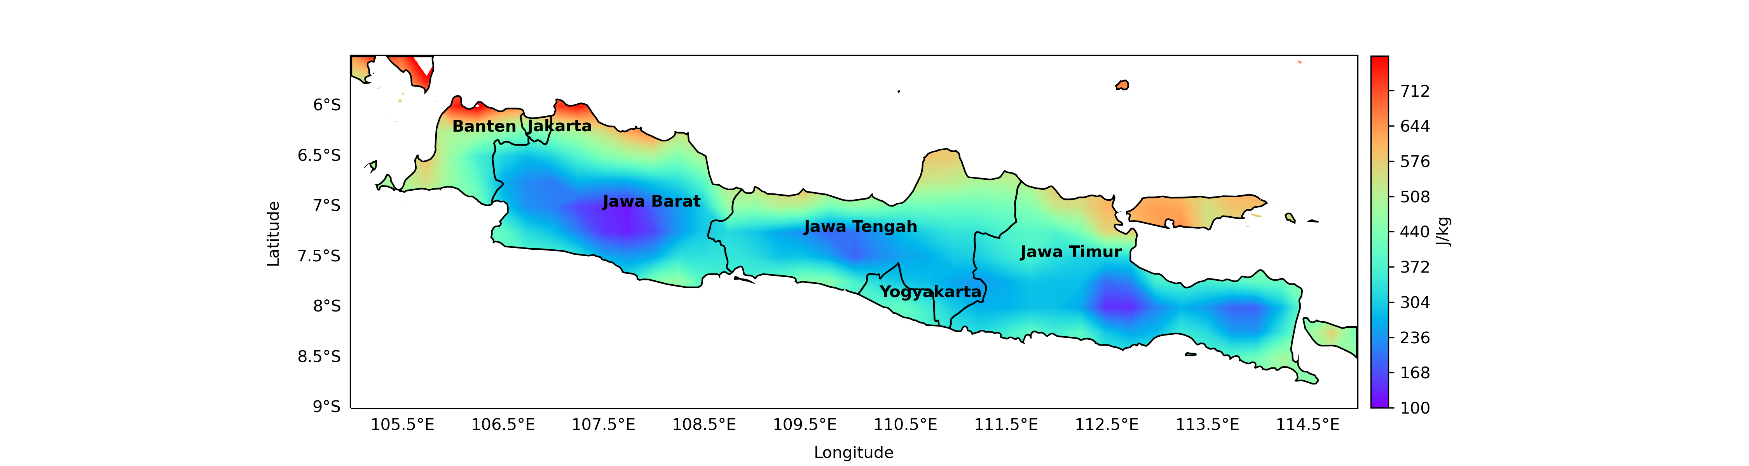 6°S
6.5°S
7°S
7.5°S
8°S
8.5°S
9°S
Latitude
Banten
Jakarta
Jawa Barat
Jawa Tengah
Jawa Timur
Yogyakarta
105.5°E 106.5°E 107.5°E 108.5°E 109.5°E 110.5°E 111.5°E 112.5°E 113.5°E 114.5°E
Longitude
712
644
576
508
440
372
304
236
168
100
J/kg